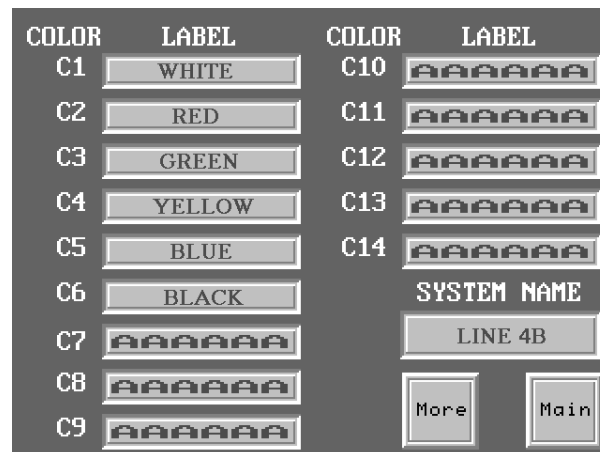 COLOR LABEL COLOR LABEL
C1 WHITE C10 AAAAAA
C2 RED C11 AAAAAA
C3 GREEN C12 AAAAAA
C4 YELLOW C13 AAAAAA
C5 BLUE C14 AAAAAA
C6 BLACK SYSTEM NAME
C7 AAAAAA LINE 4B
C8 AAAAAA
More Main
C9 AAAAAA